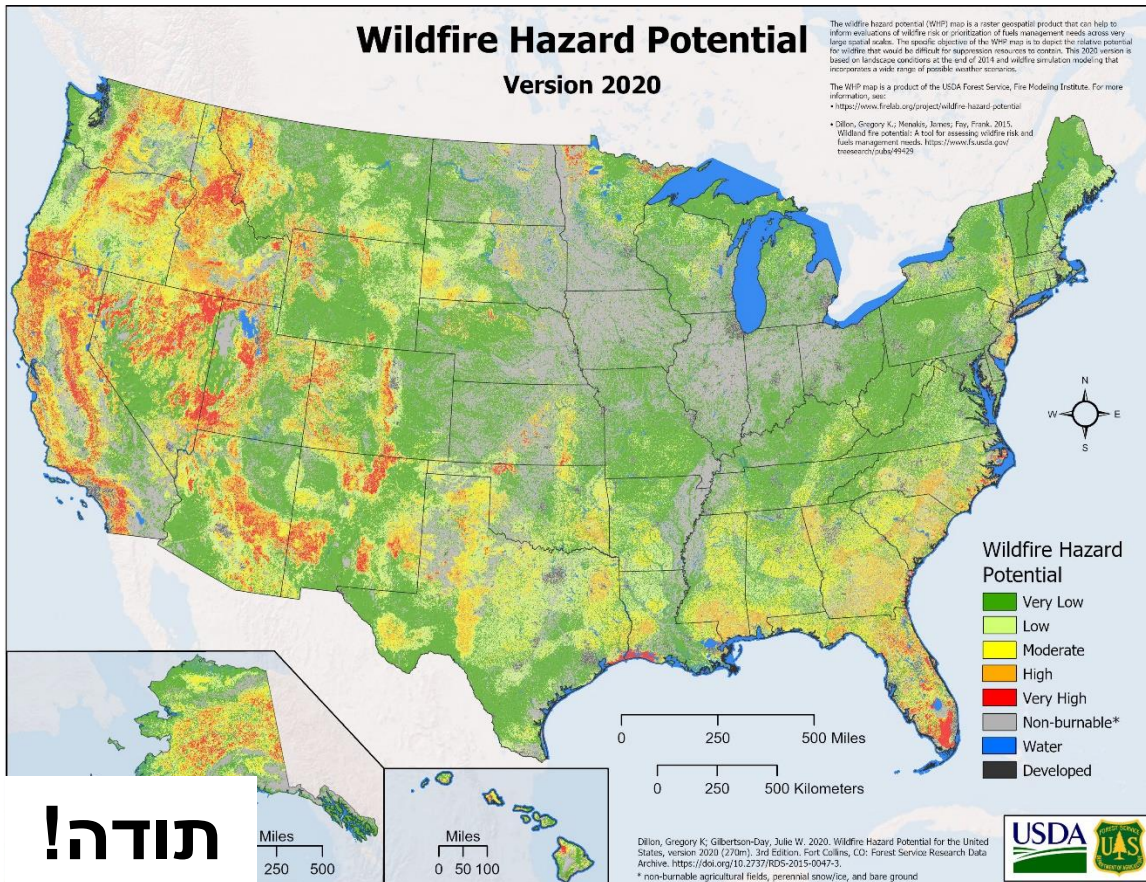 Wildfire Hazard Potential
Version 2020
The wildfire hazard potential (WHP) map is a raster geospatial product that can help to
inform evaluations of wildfire risk or prioritization of fuels management needs across very
large spatial scales. The specific objective of the WHP map is to depict the relative potential
for wildfire that would be difficult for suppression resources to contain. This 2020 version is
based on landscape conditions at the end of 2014 and wildfire simulation modeling that
incorporates a wide range of possible weather scenarios.
The WHP map is a product of the USDA Forest Service, Fire Modeling Institute. For more
information, see:
• https://www.firelab.org/project/wildfire-hazard-potential
• Dillon, Gregory K.; Menakis, James; Fay, Frank. 2015.
Wildland fire potential: A tool for assessing wildfire risk and
fuels management needs. https://www.fs.usda.gov/
treesearch/pubs/49429
N
W
E
S
Wildfire Hazard
Potential
Very Low
Low
Moderate
High
Very High
Non-burnable*
Water
Developed
0 250 500 Miles
0 250 500 Kilometers
תודה!
Miles
250 500
Miles
0 50 100
Dillon, Gregory K; Gilbertson-Day, Julie W. 2020. Wildfire Hazard Potential for the United
States, version 2020 (270m). 3rd Edition. Fort Collins, CO: Forest Service Research Data
Archive. https://doi.org/10.2737/RDS-2015-0047-3.
* non-burnable agricultural fields, perennial snow/ice, and bare ground
USDA
FOREST SERVICE
U S
DEPARTMENT OF AGRICULTURE